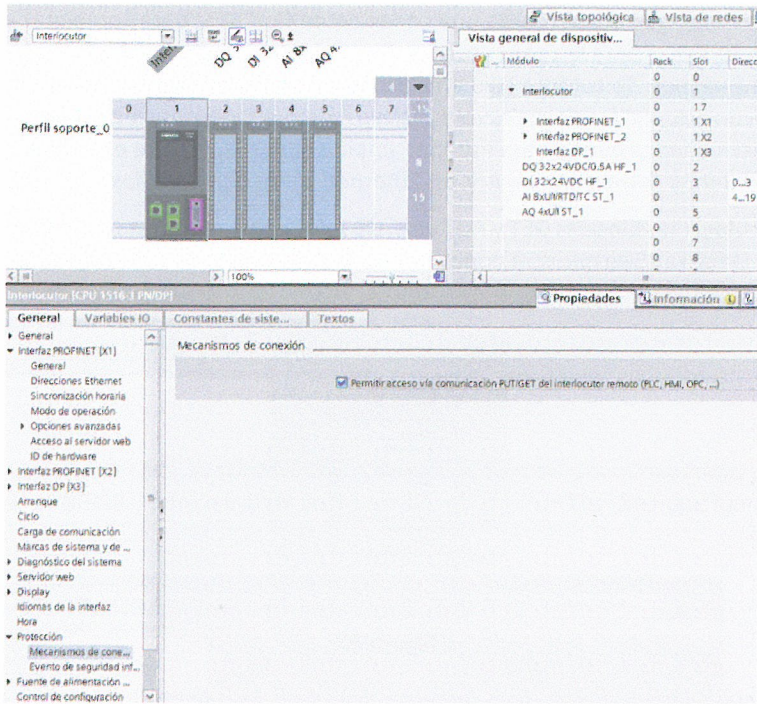 Vista topológica
Vista de redes
Interlocutor
Vista general de dispositiv...
DQ 3
DI 32
AI 8x
AQ 4.
... Módulo Rack Slot Direcc
0 0
Interlocutor 0 1
0 1 7
Interfaz PROFINET_1 0 1 X1
Interfaz PROFINET_2 0 1 X2
Interfaz DP_1 0 1 X3
DQ 32x24VDC/0.5A HF_1 0 2
DI 32x24VDC HF_1 0 3 0...3
AI 8xU/I/RTD/TC ST_1 0 4 4...19
AQ 4xU/I ST_1 0 5
0 6
0 7
0 8
0 1 2 3 4 5 6 7
Perfil soporte_0
15
100%
Interlocutor [CPU 1516-3 PN/DP]
Propiedades
Información
General
Variables IO
Constantes de siste...
Textos
General
Interfaz PROFINET [X1]
General
Direcciones Ethernet
Sincronización horaria
Modo de operación
Opciones avanzadas
Acceso al servidor web
ID de hardware
Interfaz PROFINET [X2]
Interfaz DP [X3]
Arranque
Ciclo
Carga de comunicación
Marcas de sistema y de ...
Diagnóstico del sistema
Servidor web
Display
Idiomas de la interfaz
Hora
Protección
Mecanismos de cone...
Evento de seguridad inf...
Fuente de alimentación ...
Control de configuración
Mecanismos de conexión
Permitir acceso vía comunicación PUT/GET del interlocutor remoto (PLC, HMI, OPC, ...)